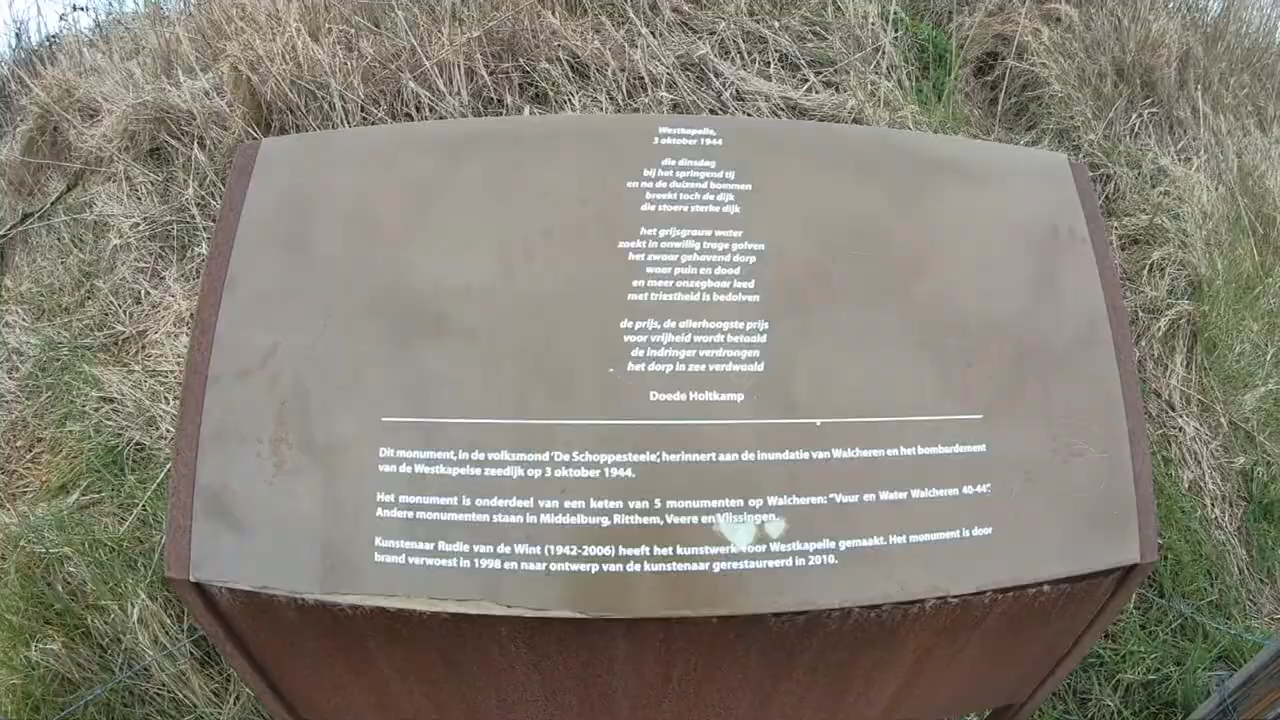 Westkapelle,
3 oktober 1944
die dinsdag
bij het springend tij
en na de duizend bommen
breekt toch de dijk
die stoere sterke dijk
het grijsgrauw water
zoekt in onwillig trage golven
het zwaar gehavend dorp
waar puin en dood
en meer onzegbaar leed
met triestheid is bedolven
de prijs, de allerhoogste prijs
voor vrijheid wordt betaald
de indringer verdrongen
het dorp in zee verdwaald
Doede Holtkamp
Dit monument, in de volksmond ‘De Schoppesteele’, herinnert aan de inundatie van Walcheren en het bombardement
van de Westkapelse zeedijk op 3 oktober 1944.
Het monument is onderdeel van een keten van 5 monumenten op Walcheren: “Vuur en Water Walcheren 40-44”.
Andere monumenten staan in Middelburg, Ritthem, Veere en Vlissingen.
Kunstenaar Rudie van de Wint (1942-2006) heeft het kunstwerk voor Westkapelle gemaakt. Het monument is door
brand verwoest in 1998 en naar ontwerp van de kunstenaar gerestaureerd in 2010.